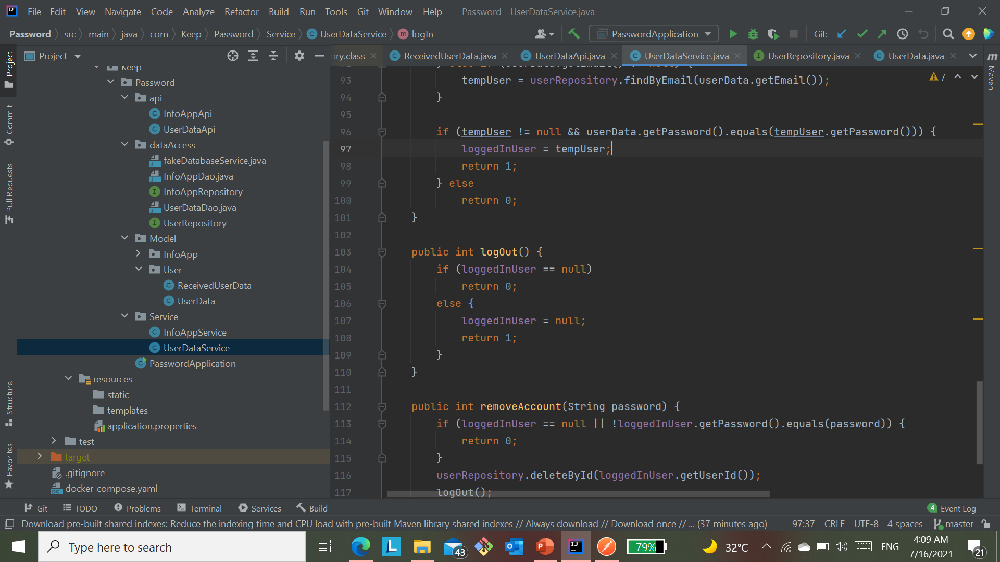 File Edit View Navigate Code Analyze Refactor Build Run Tools Git Window Help Password - UserDataService.java
Password src main java com Keep Password Service UserDataService logIn PasswordApplication Git:
Project
ory.class ReceivedUserData.java UserDataApi.java UserDataService.java UserRepository.java UserData.java
Keep
Password
api
InfoAppApi
UserDataApi
dataAccess
fakeDatabaseService.java
InfoAppDao.java
InfoAppRepository
UserDataDao.java
UserRepository
Model
InfoApp
User
ReceivedUserData
UserData
Service
InfoAppService
UserDataService
PasswordApplication
resources
static
templates
application.properties
test
target
.gitignore
docker-compose.yaml
Project
Commit
Pull Requests
Structure
Favorites
7
93 tempUser = userRepository.findByEmail(userData.getEmail());
94 }
95
96 if (tempUser != null && userData.getPassword().equals(tempUser.getPassword())) {
97 loggedInUser = tempUser;
98 return 1;
99 } else
100 return 0;
101 }
102
103 public int logOut() {
104 if (loggedInUser == null)
105 return 0;
106 else {
107 loggedInUser = null;
108 return 1;
109 }
110 }
111
112 public int removeAccount(String password) {
113 if (loggedInUser == null || !loggedInUser.getPassword().equals(password)) {
114 return 0;
115 }
116 userRepository.deleteById(loggedInUser.getUserId());
117 logOut();
Maven
Git TODO Problems Terminal Services Build 4 Event Log
Download pre-built shared indexes: Reduce the indexing time and CPU load with pre-built Maven library shared indexes // Always download // Download once // ... (37 minutes ago) 97:37 CRLF UTF-8 4 spaces master
Type here to search 43 79% 32°C ENG 4:09 AM
7/16/2021 21